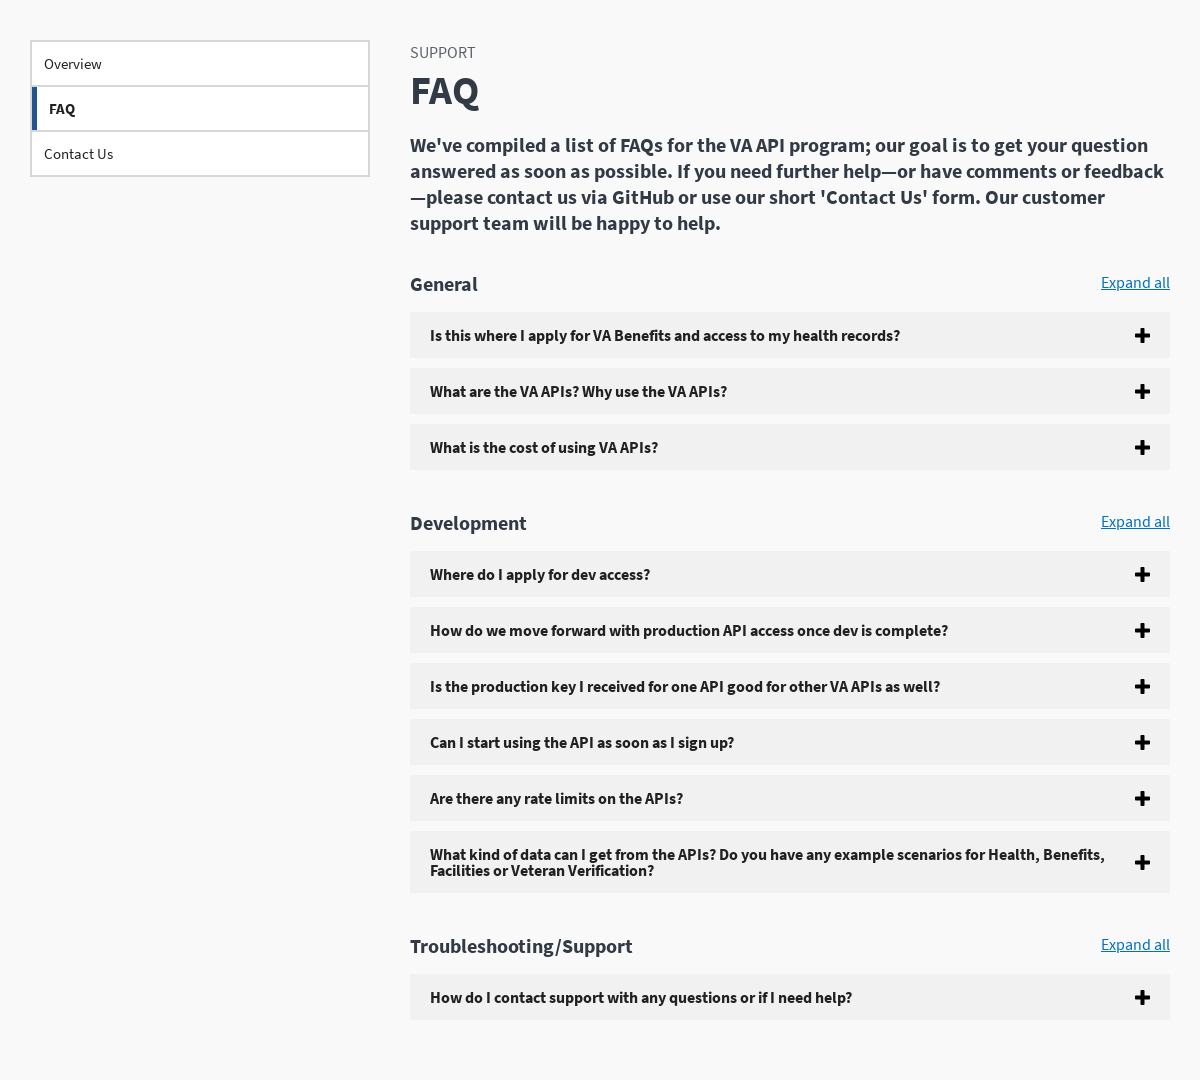 Overview
FAQ
Contact Us
SUPPORT
FAQ
We've compiled a list of FAQs for the VA API program; our goal is to get your question
answered as soon as possible. If you need further help—or have comments or feedback
—please contact us via GitHub or use our short 'Contact Us' form. Our customer
support team will be happy to help.
General
Expand all
Is this where I apply for VA Benefits and access to my health records?
What are the VA APIs? Why use the VA APIs?
What is the cost of using VA APIs?
Development
Expand all
Where do I apply for dev access?
How do we move forward with production API access once dev is complete?
Is the production key I received for one API good for other VA APIs as well?
Can I start using the API as soon as I sign up?
Are there any rate limits on the APIs?
What kind of data can I get from the APIs? Do you have any example scenarios for Health, Benefits,
Facilities or Veteran Verification?
Troubleshooting/Support
Expand all
How do I contact support with any questions or if I need help?